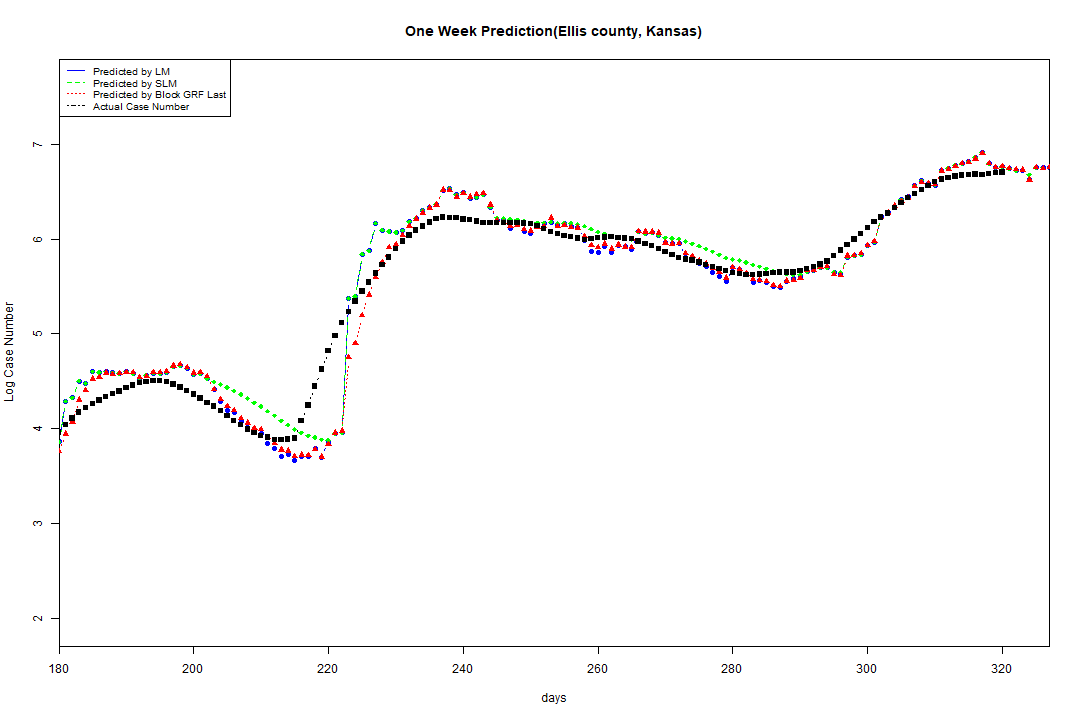 One Week Prediction(Ellis county, Kansas)
Predicted by LM
Predicted by SLM
Predicted by Block GRF Last
Actual Case Number
Log Case Number
7
6
5
4
3
2
180 200 220 240 260 280 300 320
days